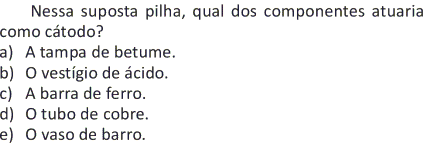 Nessa suposta pilha, qual dos componentes atuaria
como cátodo?
a) A tampa de betume.
b) O vestígio de ácido.
c) A barra de ferro.
d) O tubo de cobre.
e) O vaso de barro.